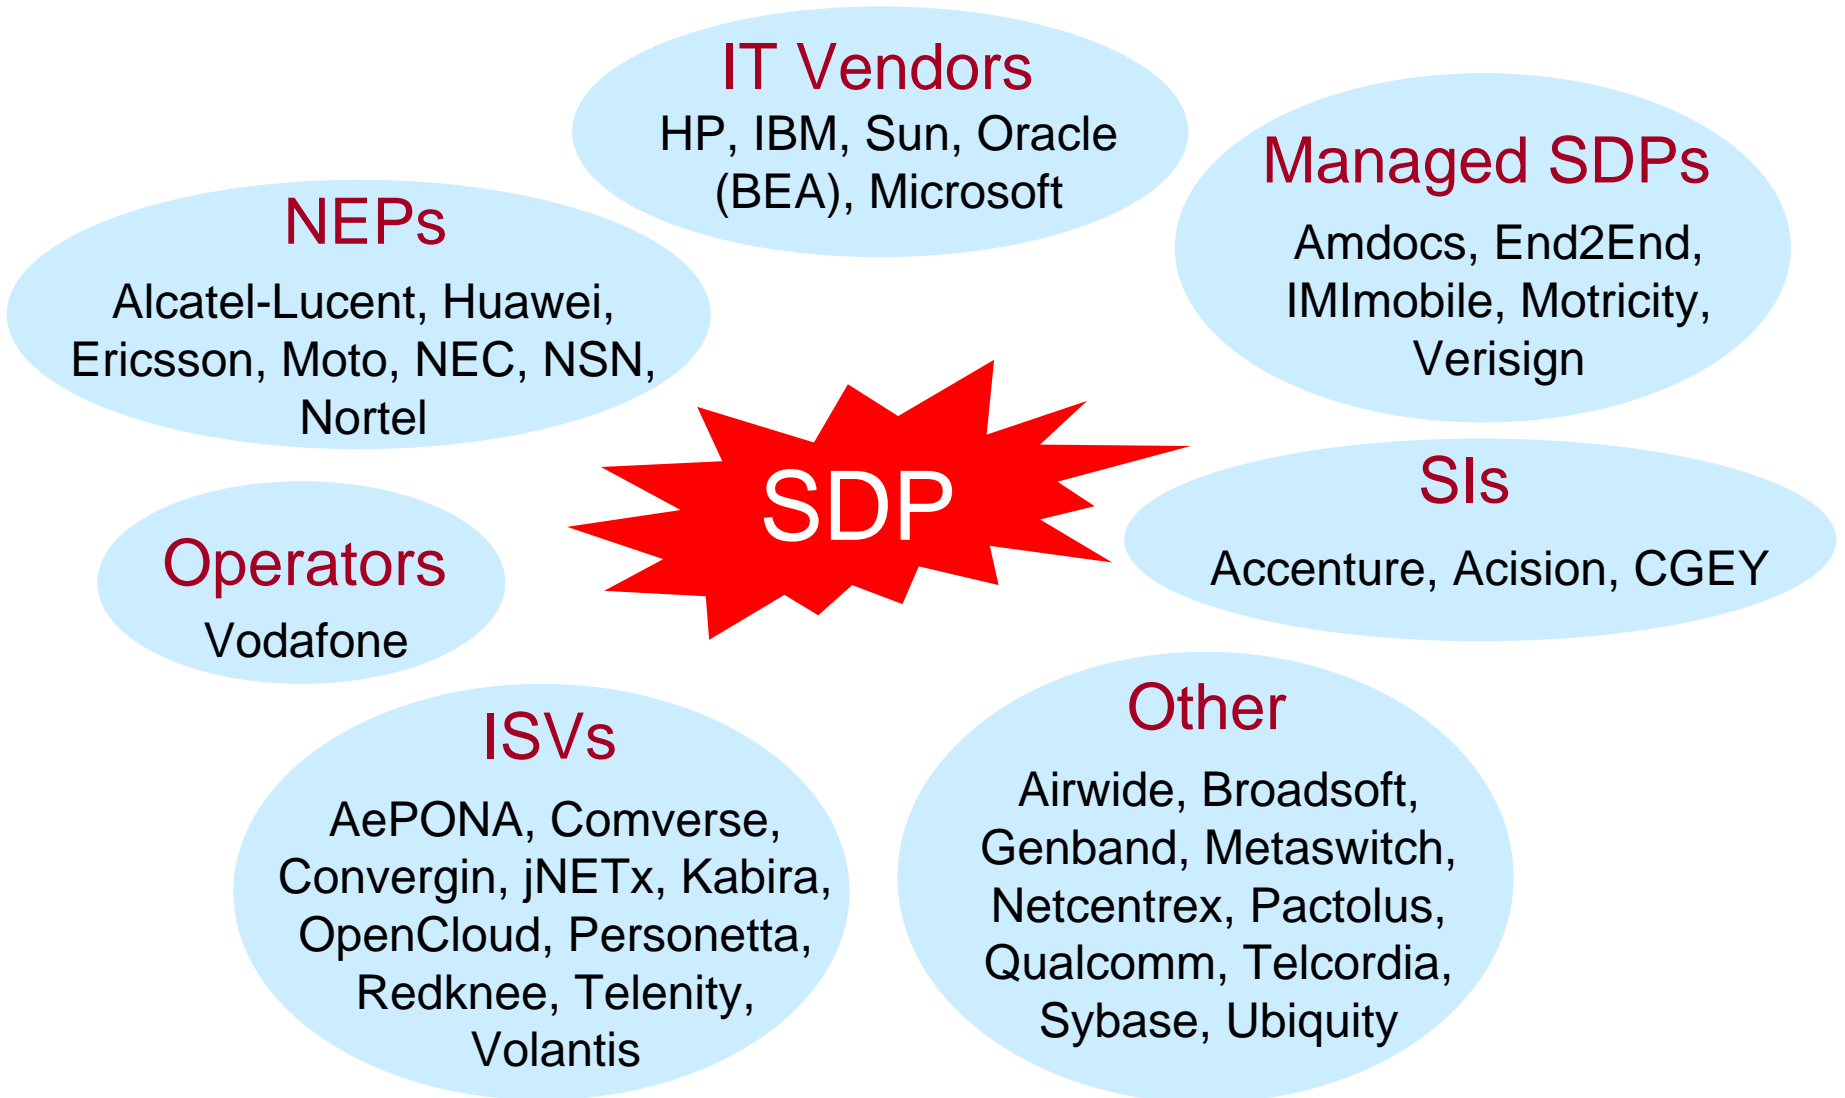 IT Vendors
HP, IBM, Sun, Oracle
(BEA), Microsoft
Managed SDPs
Amdocs, End2End,
IMImobile, Motricity,
Verisign
NEPs
Alcatel-Lucent, Huawei,
Ericsson, Moto, NEC, NSN,
Nortel
SDP
SIs
Accenture, Acision, CGEY
Operators
Vodafone
ISVs
AePONA, Comverse,
Convergin, jNETx, Kabira,
OpenCloud, Personetta,
Redknee, Telenity,
Volantis
Other
Airwide, Broadsoft,
Genband, Metaswitch,
Netcentrex, Pactolus,
Qualcomm, Telcordia,
Sybase, Ubiquity